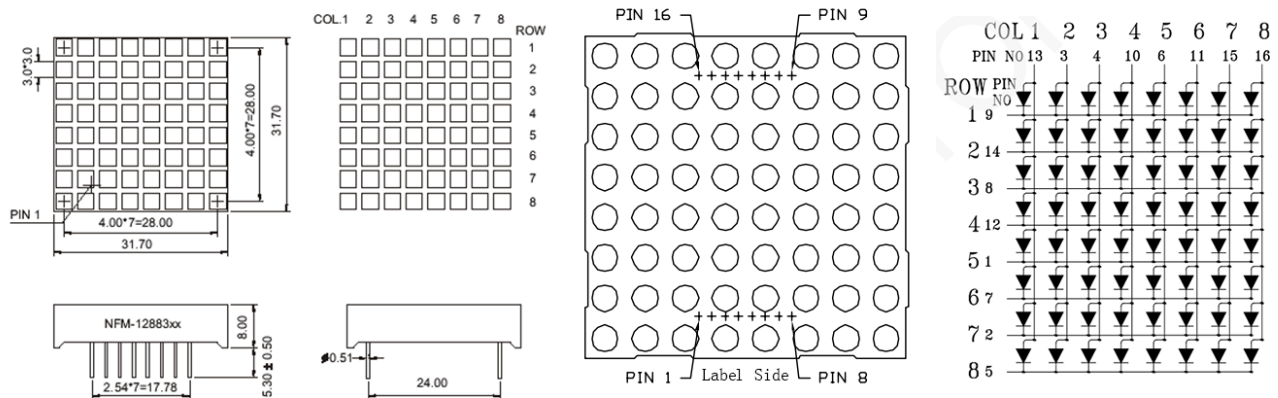 COL.1 2 3 4 5 6 7 8
ROW
1
2
3
4
5
6
7
8
3.0*3.0
4.00*7=28.00
31.70
PIN 1
4.00*7=28.00
31.70
NFM-12883xx
8.00
5.30 ± 0.50
2.54*7=17.78
ø0.51
24.00
PIN 16
PIN 9
PIN 1
Label Side
PIN 8
COL 1 2 3 4 5 6 7 8
PIN NO 13 3 4 10 6 11 15 16
ROW PIN NO
1 9
2 14
3 8
4 12
5 1
6 7
7 2
8 5